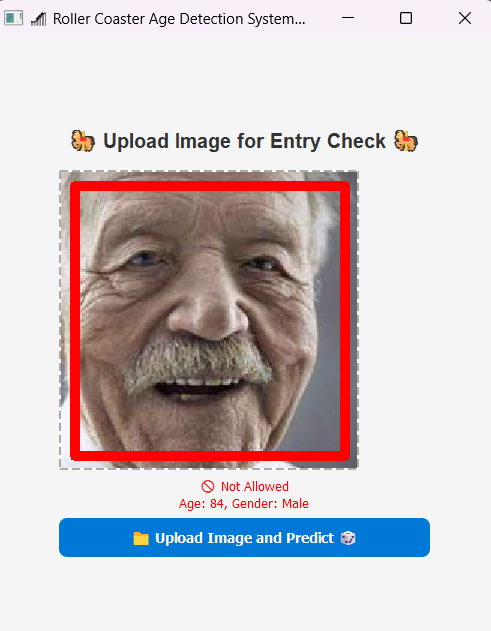 Roller Coaster Age Detection System...
Upload Image for Entry Check
Not Allowed
Age: 84, Gender: Male
Upload Image and Predict